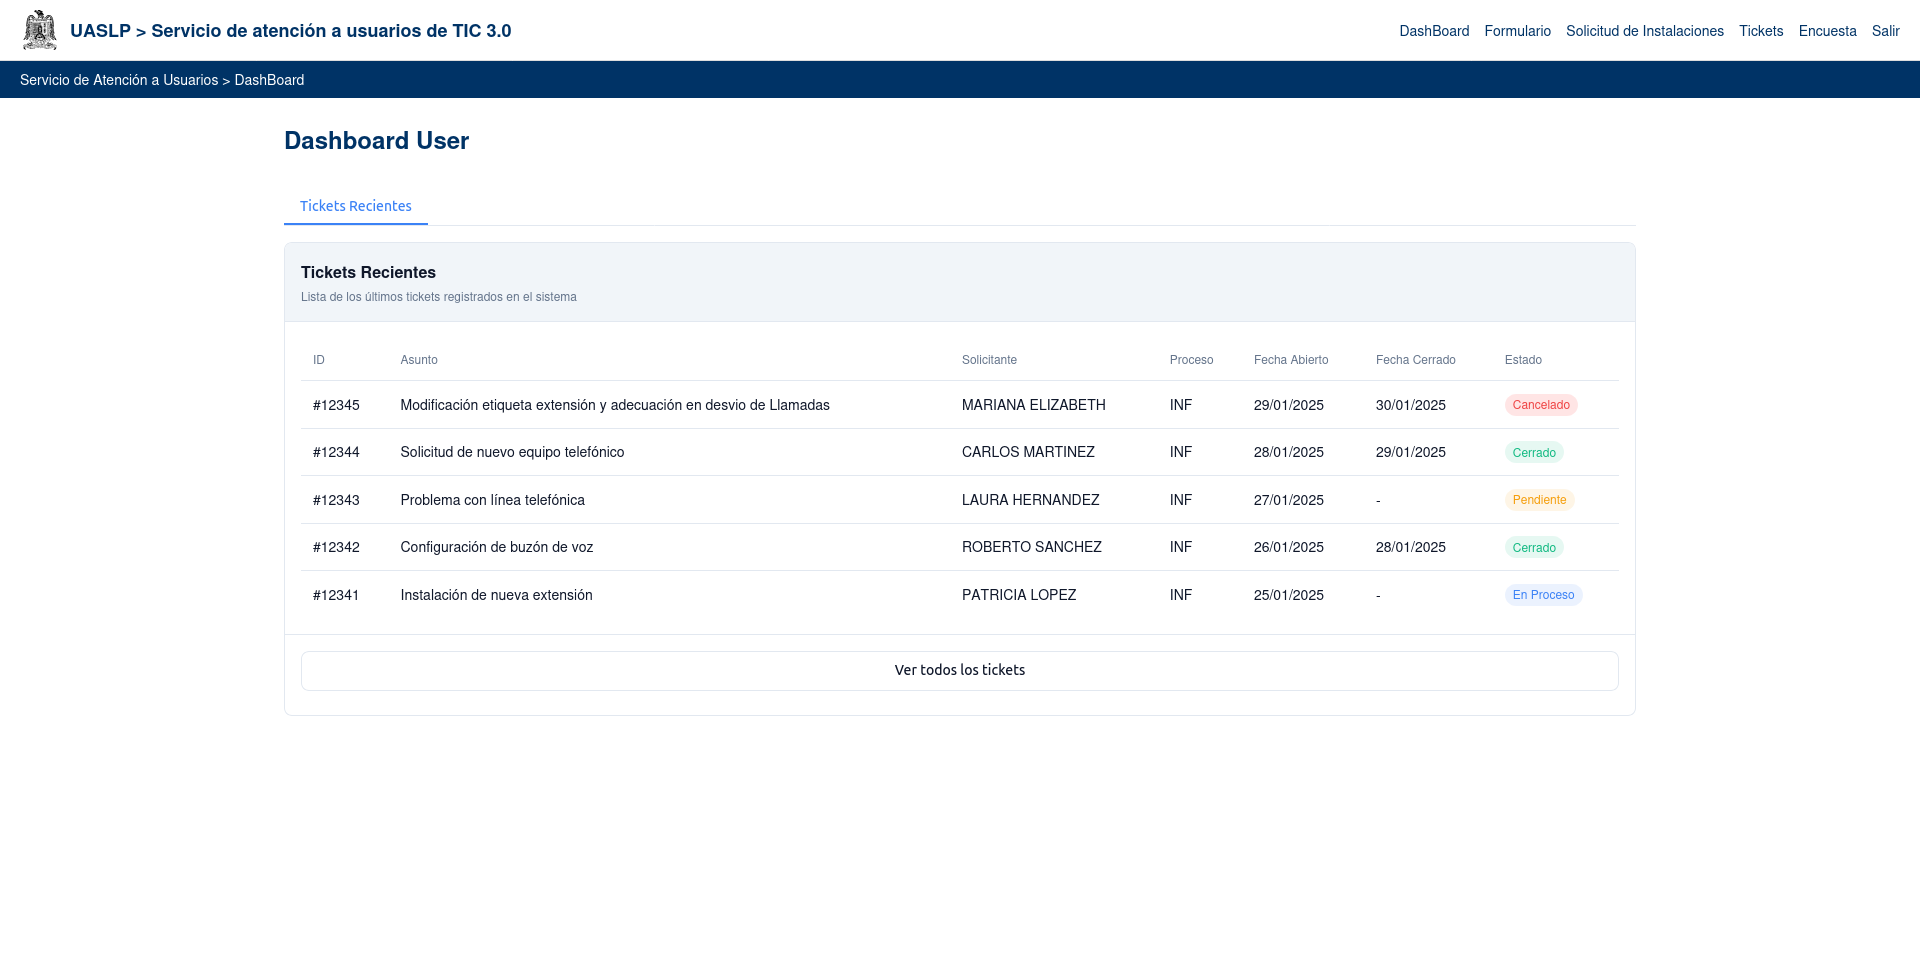 UASLP > Servicio de atención a usuarios de TIC 3.0
DashBoard Formulario Solicitud de Instalaciones Tickets Encuesta Salir
Servicio de Atención a Usuarios > DashBoard
Dashboard User
Tickets Recientes
Tickets Recientes
Lista de los últimos tickets registrados en el sistema
ID Asunto Solicitante Proceso Fecha Abierto Fecha Cerrado Estado
#12345 Modificación etiqueta extensión y adecuación en desvio de Llamadas MARIANA ELIZABETH INF 29/01/2025 30/01/2025 Cancelado
#12344 Solicitud de nuevo equipo telefónico CARLOS MARTINEZ INF 28/01/2025 29/01/2025 Cerrado
#12343 Problema con línea telefónica LAURA HERNANDEZ INF 27/01/2025 - Pendiente
#12342 Configuración de buzón de voz ROBERTO SANCHEZ INF 26/01/2025 28/01/2025 Cerrado
#12341 Instalación de nueva extensión PATRICIA LOPEZ INF 25/01/2025 - En Proceso
Ver todos los tickets